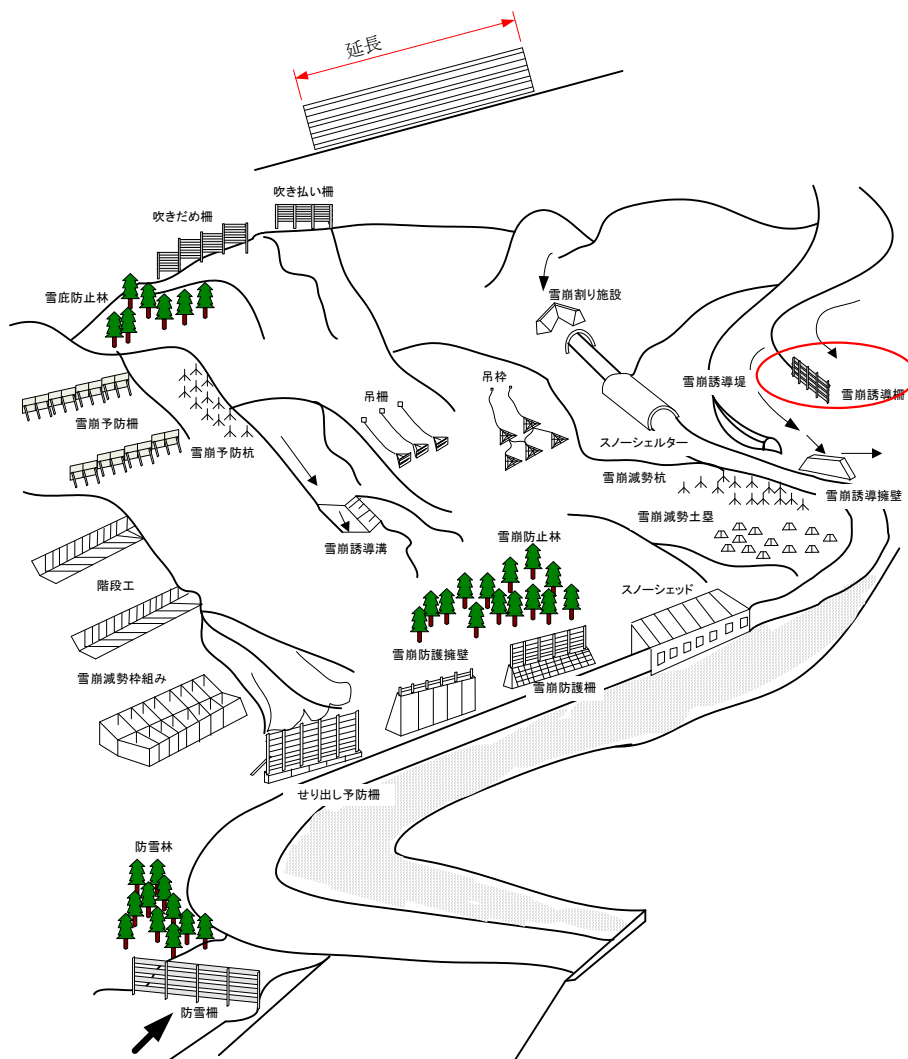 延長
吹き払い柵
吹きだめ柵
雪庇防止林
雪崩割り施設
雪崩誘導堤
雪崩誘導柵
吊柵
吊枠
雪崩予防柵
雪崩予防杭
スノーシェルター
雪崩減勢杭
雪崩誘導擁壁
雪崩減勢土塁
雪崩誘導溝
雪崩防止林
階段工
スノーシェッド
雪崩防護擁壁
雪崩減勢枠組み
雪崩防護柵
せり出し予防柵
防雪林
防雪柵